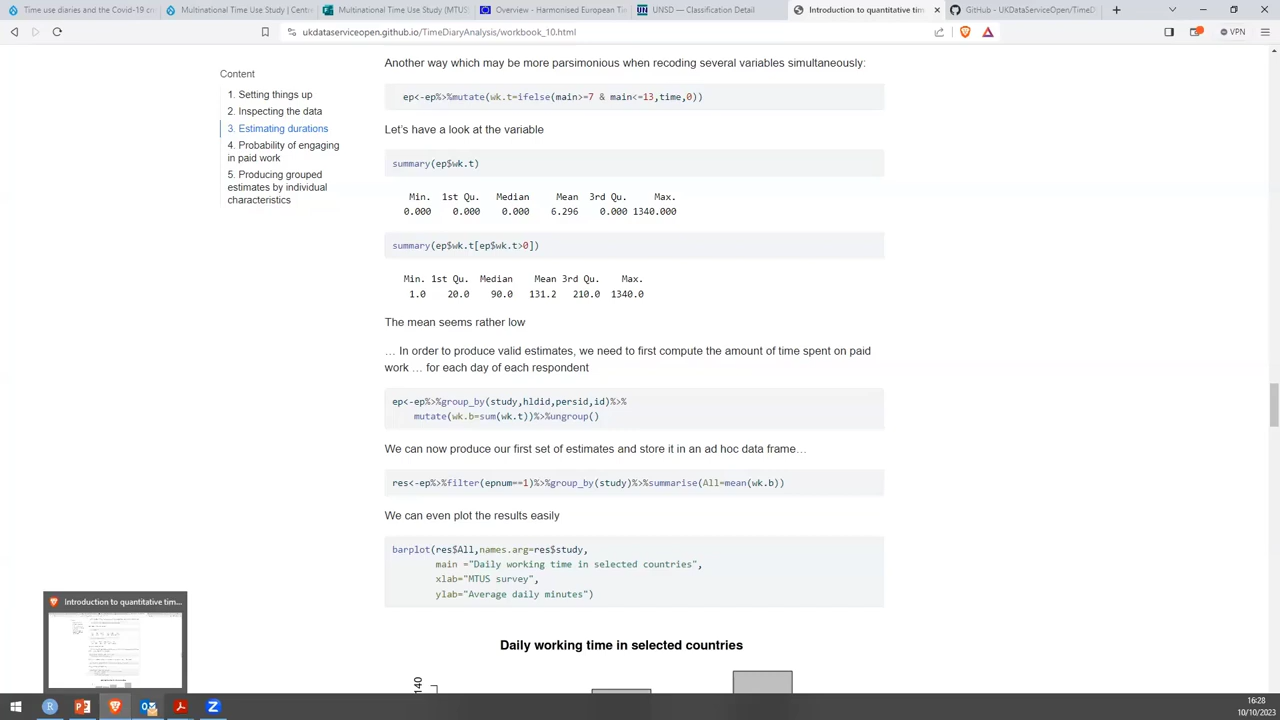 Time use diaries and the Covid-19 cr
Multinational Time Use Study | Centr
Multinational Time Use Study (MTUS
Overview - Harmonised European Tim
UNSD — Classification Detail
Introduction to quantitative tim
GitHub - UKDataServiceOpen/TimeD
ukdataserviceopen.github.io/TimeDiaryAnalysis/workbook_10.html
VPN
Content
1. Setting things up
2. Inspecting the data
3. Estimating durations
4. Probability of engaging
in paid work
5. Producing grouped
estimates by individual
characteristics
Another way which may be more parsimonious when recoding several variables simultaneously:
ep<-ep%>%mutate(wk.t=ifelse(main>=7 & main<=13,time,0))
Let's have a look at the variable
summary(ep$wk.t)
Min. 1st Qu. Median Mean 3rd Qu. Max.
0.000 0.000 0.000 6.296 0.000 1340.000
summary(ep$wk.t[ep$wk.t>0])
Min. 1st Qu. Median Mean 3rd Qu. Max.
1.0 20.0 90.0 131.2 210.0 1340.0
The mean seems rather low
… In order to produce valid estimates, we need to first compute the amount of time spent on paid
work … for each day of each respondent
ep<-ep%>%group_by(study,hldid,persid,id)%>%
mutate(wk.b=sum(wk.t))%>%ungroup()
We can now produce our first set of estimates and store it in an ad hoc data frame…
res<-ep%>%filter(epnum==1)%>%group_by(study)%>%summarise(All=mean(wk.b))
We can even plot the results easily
barplot(res$All,names.arg=res$study,
main ="Daily working time in selected countries",
xlab="MTUS survey",
ylab="Average daily minutes")
Daily working time in selected countries
140
Introduction to quantitative tim...
16:28
10/10/2023